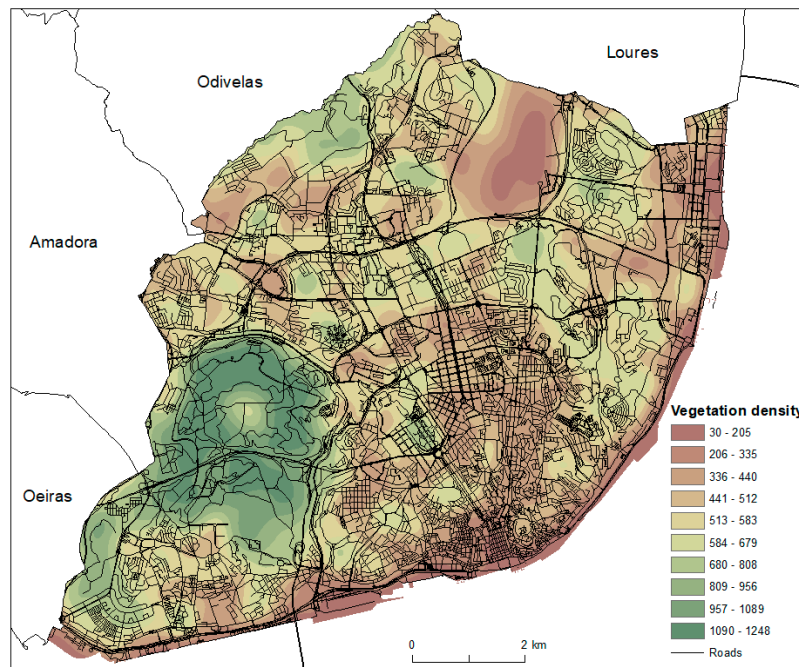 Loures
Odivelas
Amadora
Oeiras
Vegetation density
30 - 205
206 - 335
336 - 440
441 - 512
513 - 583
584 - 679
680 - 808
809 - 956
957 - 1089
1090 - 1248
Roads
0 2 km